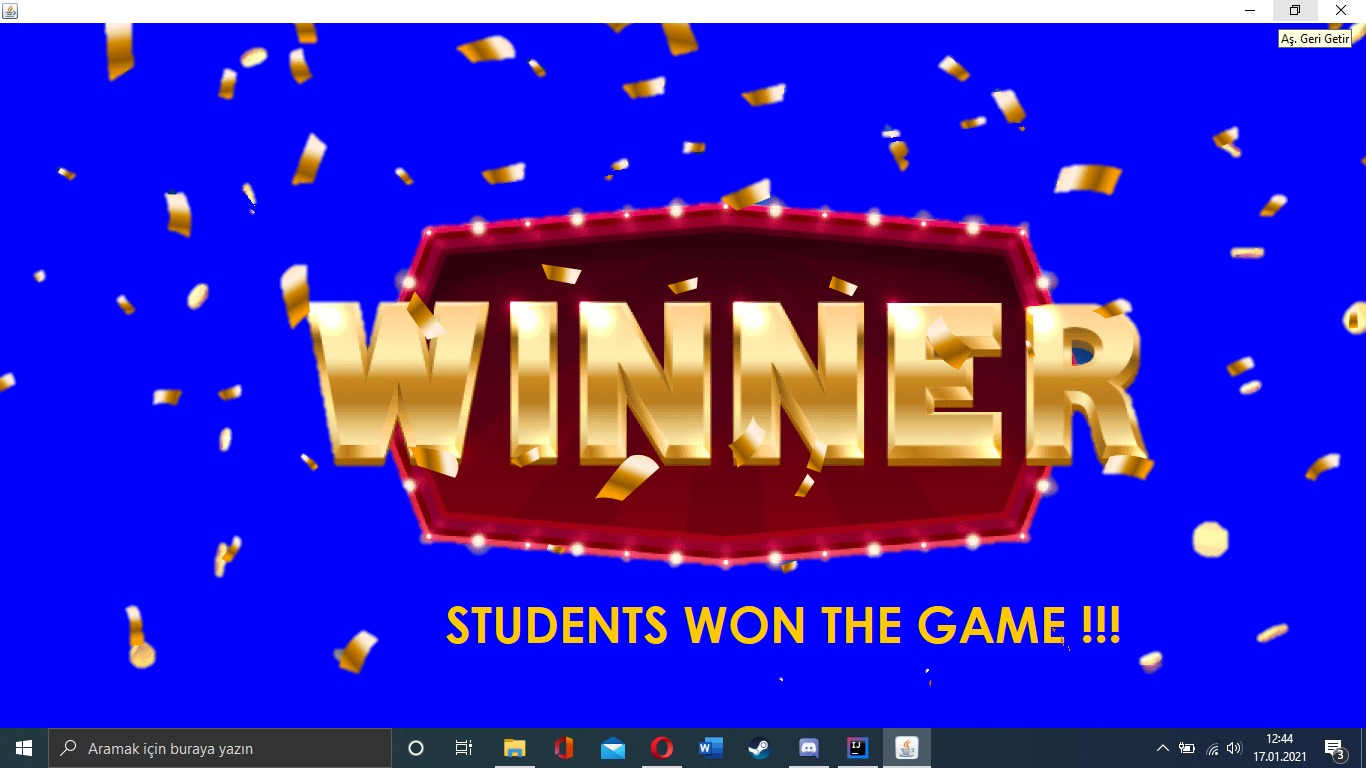 Aş. Geri Getir
WINNER
STUDENTS WON THE GAME !!!
Aramak için buraya yazın
12:44
17.01.2021
3